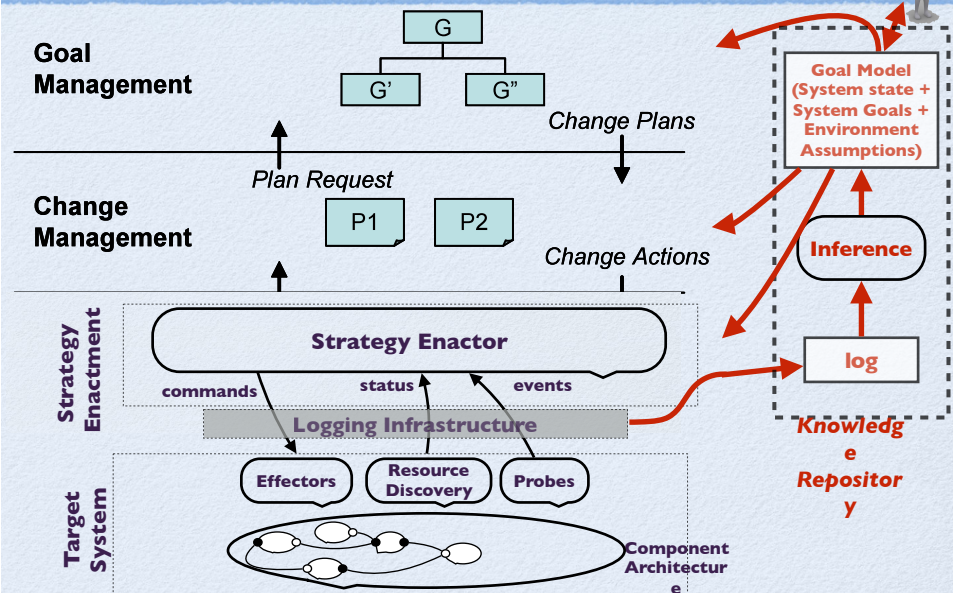 Goal
Management
G
G’
G”
Change Plans
Plan Request
Change
Management
P1
P2
Change Actions
Strategy
Enactment
Strategy Enactor
commands
status
events
Logging Infrastructure
Target
System
Effectors
Resource
Discovery
Probes
Component
Architectur
e
Goal Model
(System state +
System Goals +
Environment
Assumptions)
Inference
log
Knowledg
e
Repositor
y